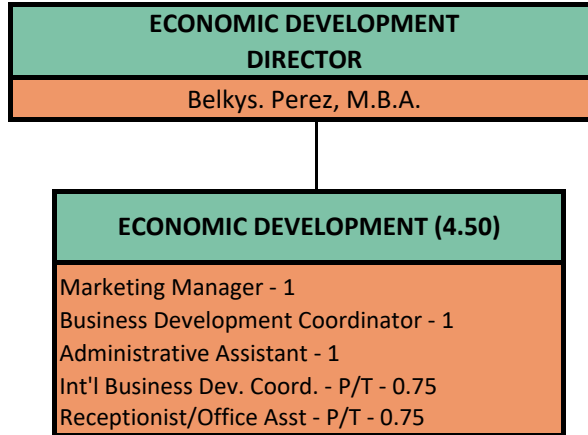 ECONOMIC DEVELOPMENT
DIRECTOR
Belkys. Perez, M.B.A.
ECONOMIC DEVELOPMENT (4.50)
Marketing Manager - 1
Business Development Coordinator - 1
Administrative Assistant - 1
Int'l Business Dev. Coord. - P/T - 0.75
Receptionist/Office Asst - P/T - 0.75